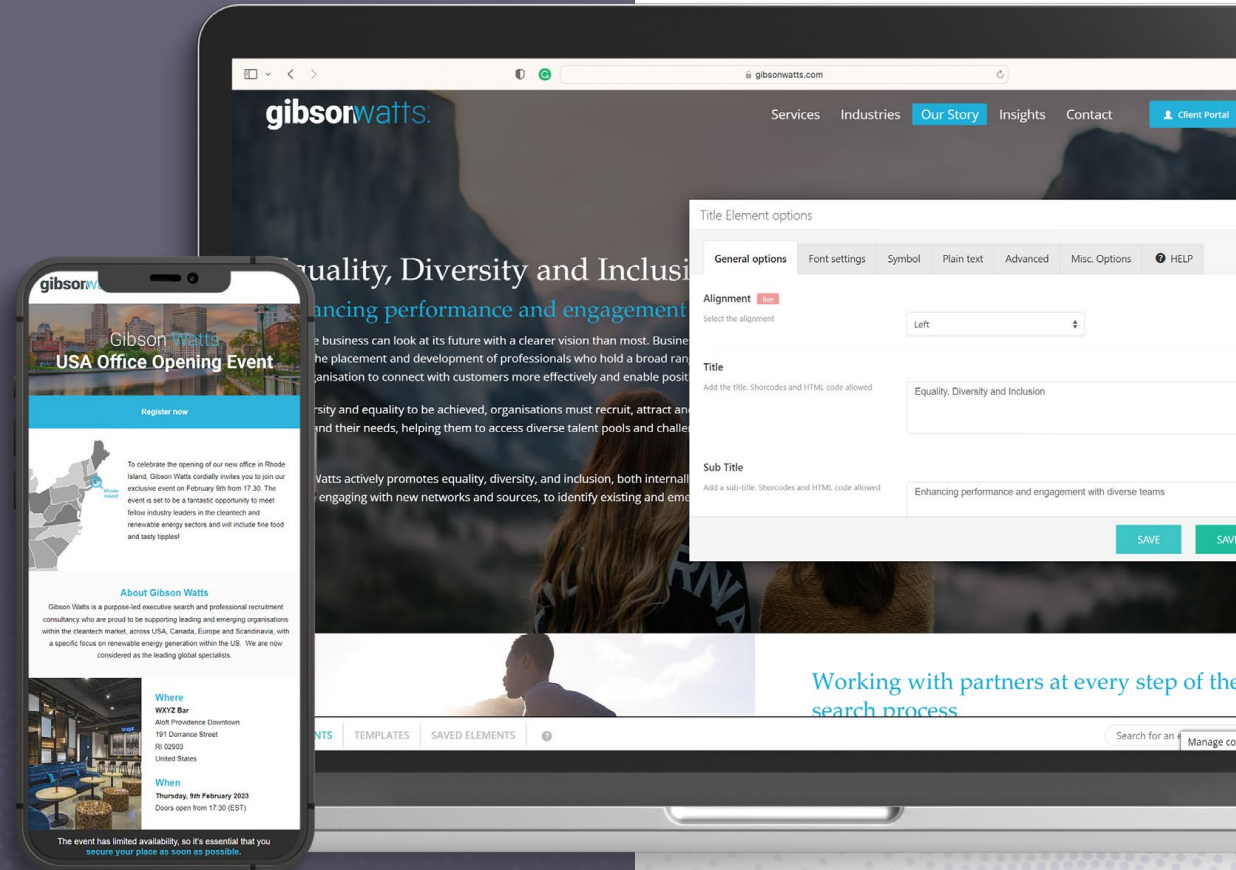 gibsonwatts.com
gibsonwatts:
Services Industries Our Story Insights Contact Client Portal
Equality, Diversity and Inclusi
ancing performance and engagement
e business can look at its future with a clearer vision than most. Busine
he placement and development of professionals who hold a broad ran
ganisation to connect with customers more effectively and enable posit
rsity and equality to be achieved, organisations must recruit, attract an
and their needs, helping them to access diverse talent pools and challe
Watts actively promotes equality, diversity, and inclusion, both internall
engaging with new networks and sources, to identify existing and eme
Title Element options
General options Font settings Symbol Plain text Advanced Misc. Options HELP
Alignment
Select the alignment
Left
Title
Add the title. Shorcodes and HTML code allowed
Equality, Diversity and Inclusion
Sub Title
Add a sub-title. Shorcodes and HTML code allowed
Enhancing performance and engagement with diverse teams
SAVE SAVE
Working with partners at every step of the
search process
NTS TEMPLATES SAVED ELEMENTS
Search for an e
Manage co
gibsonw
Gibson Watts
USA Office Opening Event
Register now
Rhode
Island
To celebrate the opening of our new office in Rhode
Island, Gibson Watts cordially invites you to join our
exclusive event on February 9th from 17.30. The
event is set to be a fantastic opportunity to meet
fellow industry leaders in the cleantech and
renewable energy sectors and will include fine food
and tasty tipples!
About Gibson Watts
Gibson Watts is a purpose-led executive search and professional recruitment
consultancy who are proud to be supporting leading and emerging organisations
within the cleantech market, across USA, Canada, Europe and Scandinavia, with
a specific focus on renewable energy generation within the US. We are now
considered as the leading global specialists.
wxyz
Where
WXYZ Bar
Aloft Providence Downtown
191 Dorrance Street
RI 02903
United States
When
Thursday, 9th February 2023
Doors open from 17:30 (EST)
The event has limited availability, so it's essential that you
secure your place as soon as possible.